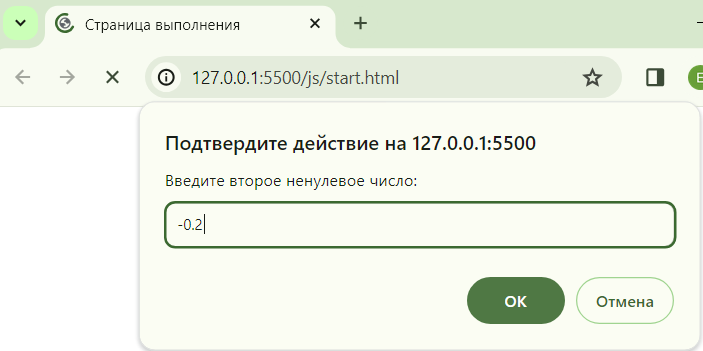 Страница выполнения
127.0.0.1:5500/js/start.html
E
Подтвердите действие на 127.0.0.1:5500
Введите второе ненулевое число:
-0.2
ОК Отмена